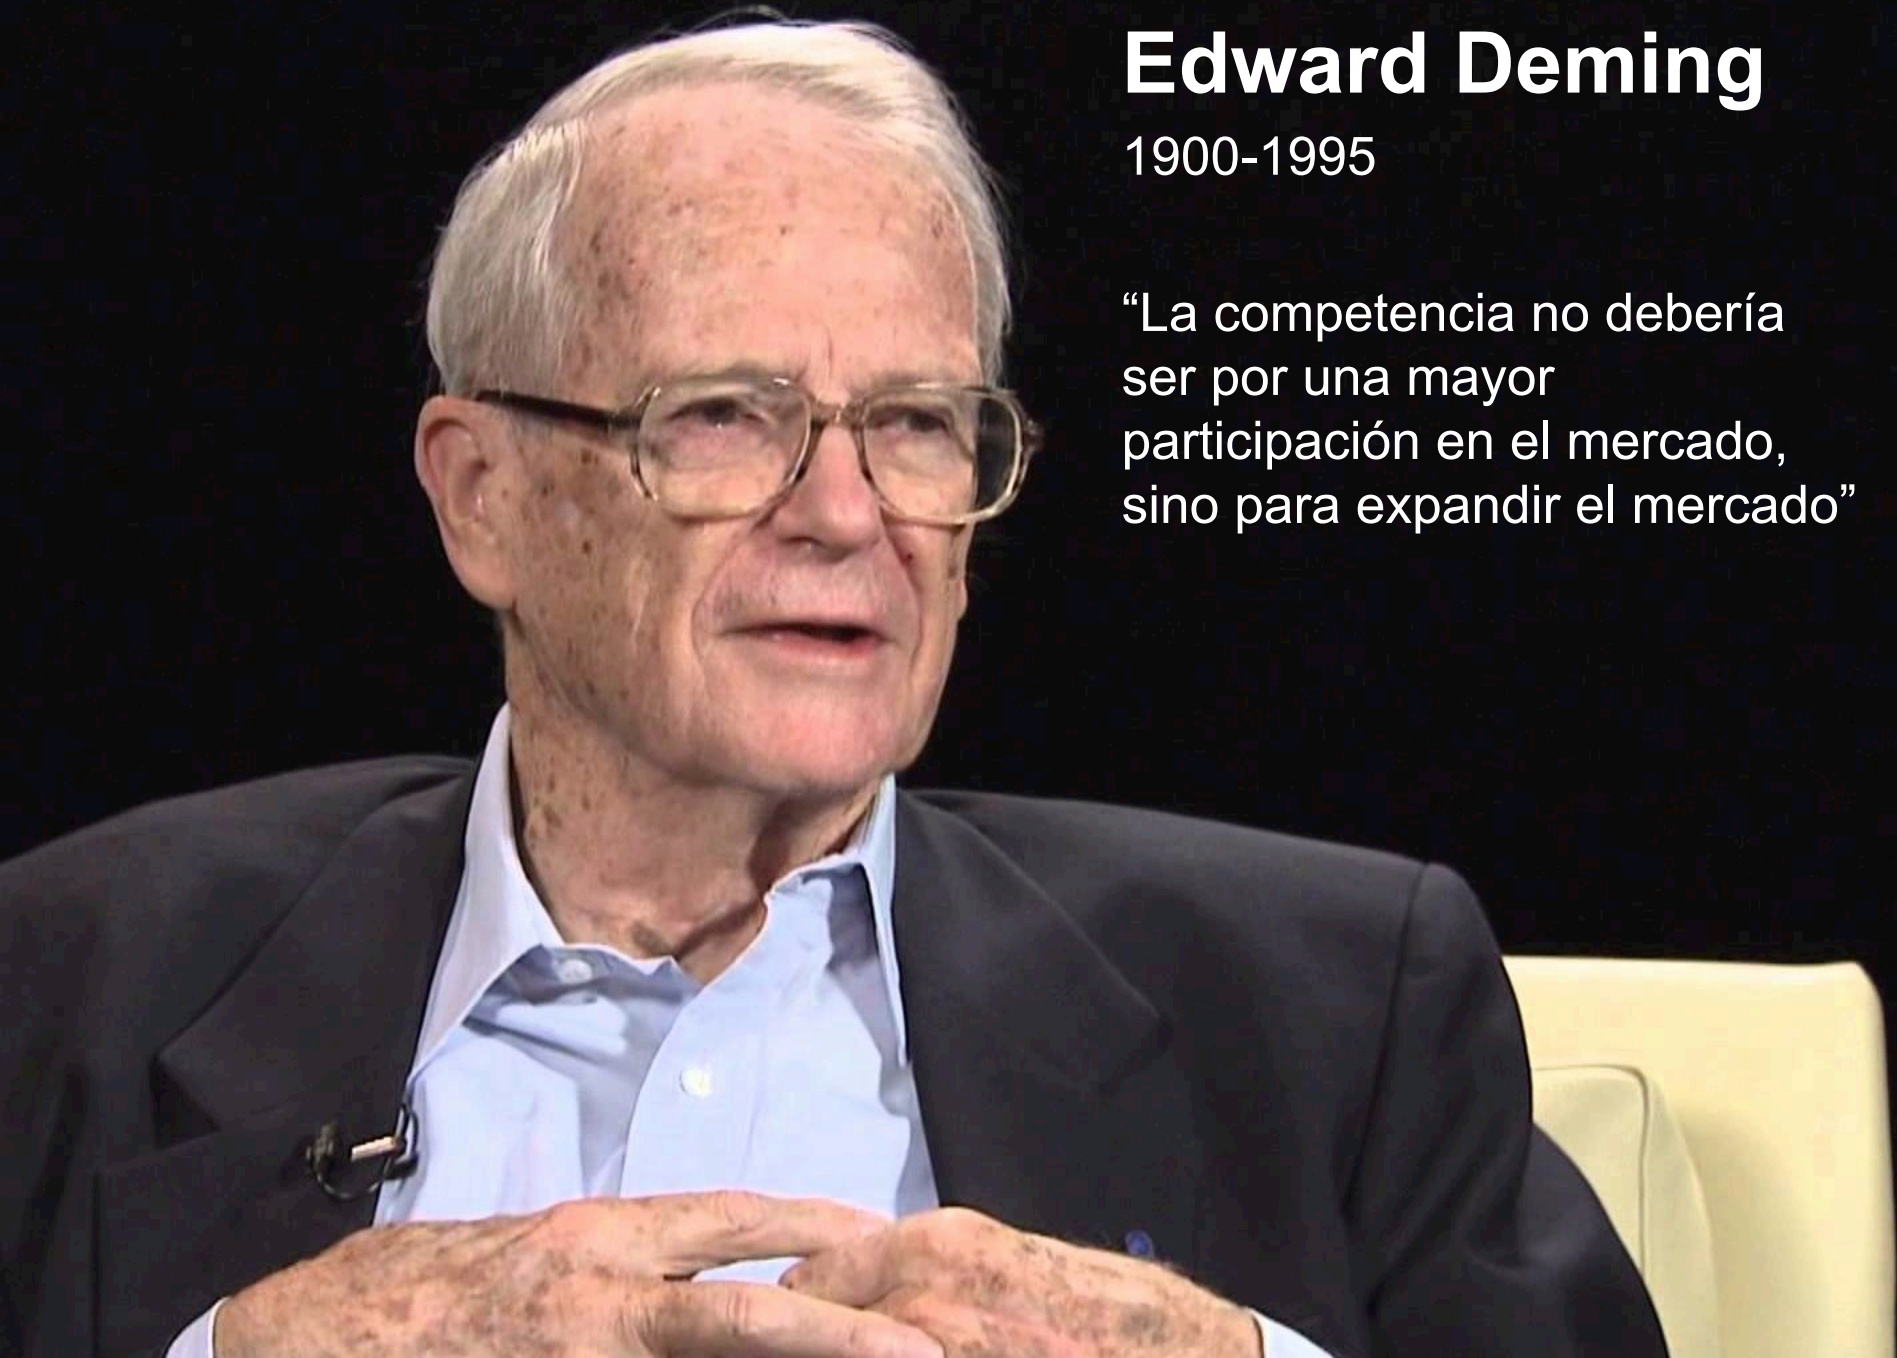 Edward Deming
1900-1995
“La competencia no debería
ser por una mayor
participación en el mercado,
sino para expandir el mercado”